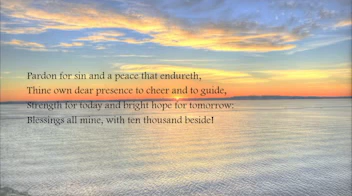 Pardon for sin and a peace that endureth,
Thine own dear presence to cheer and to guide,
Strength for today and bright hope for tomorrow:
Blessings all mine, with ten thousand beside!